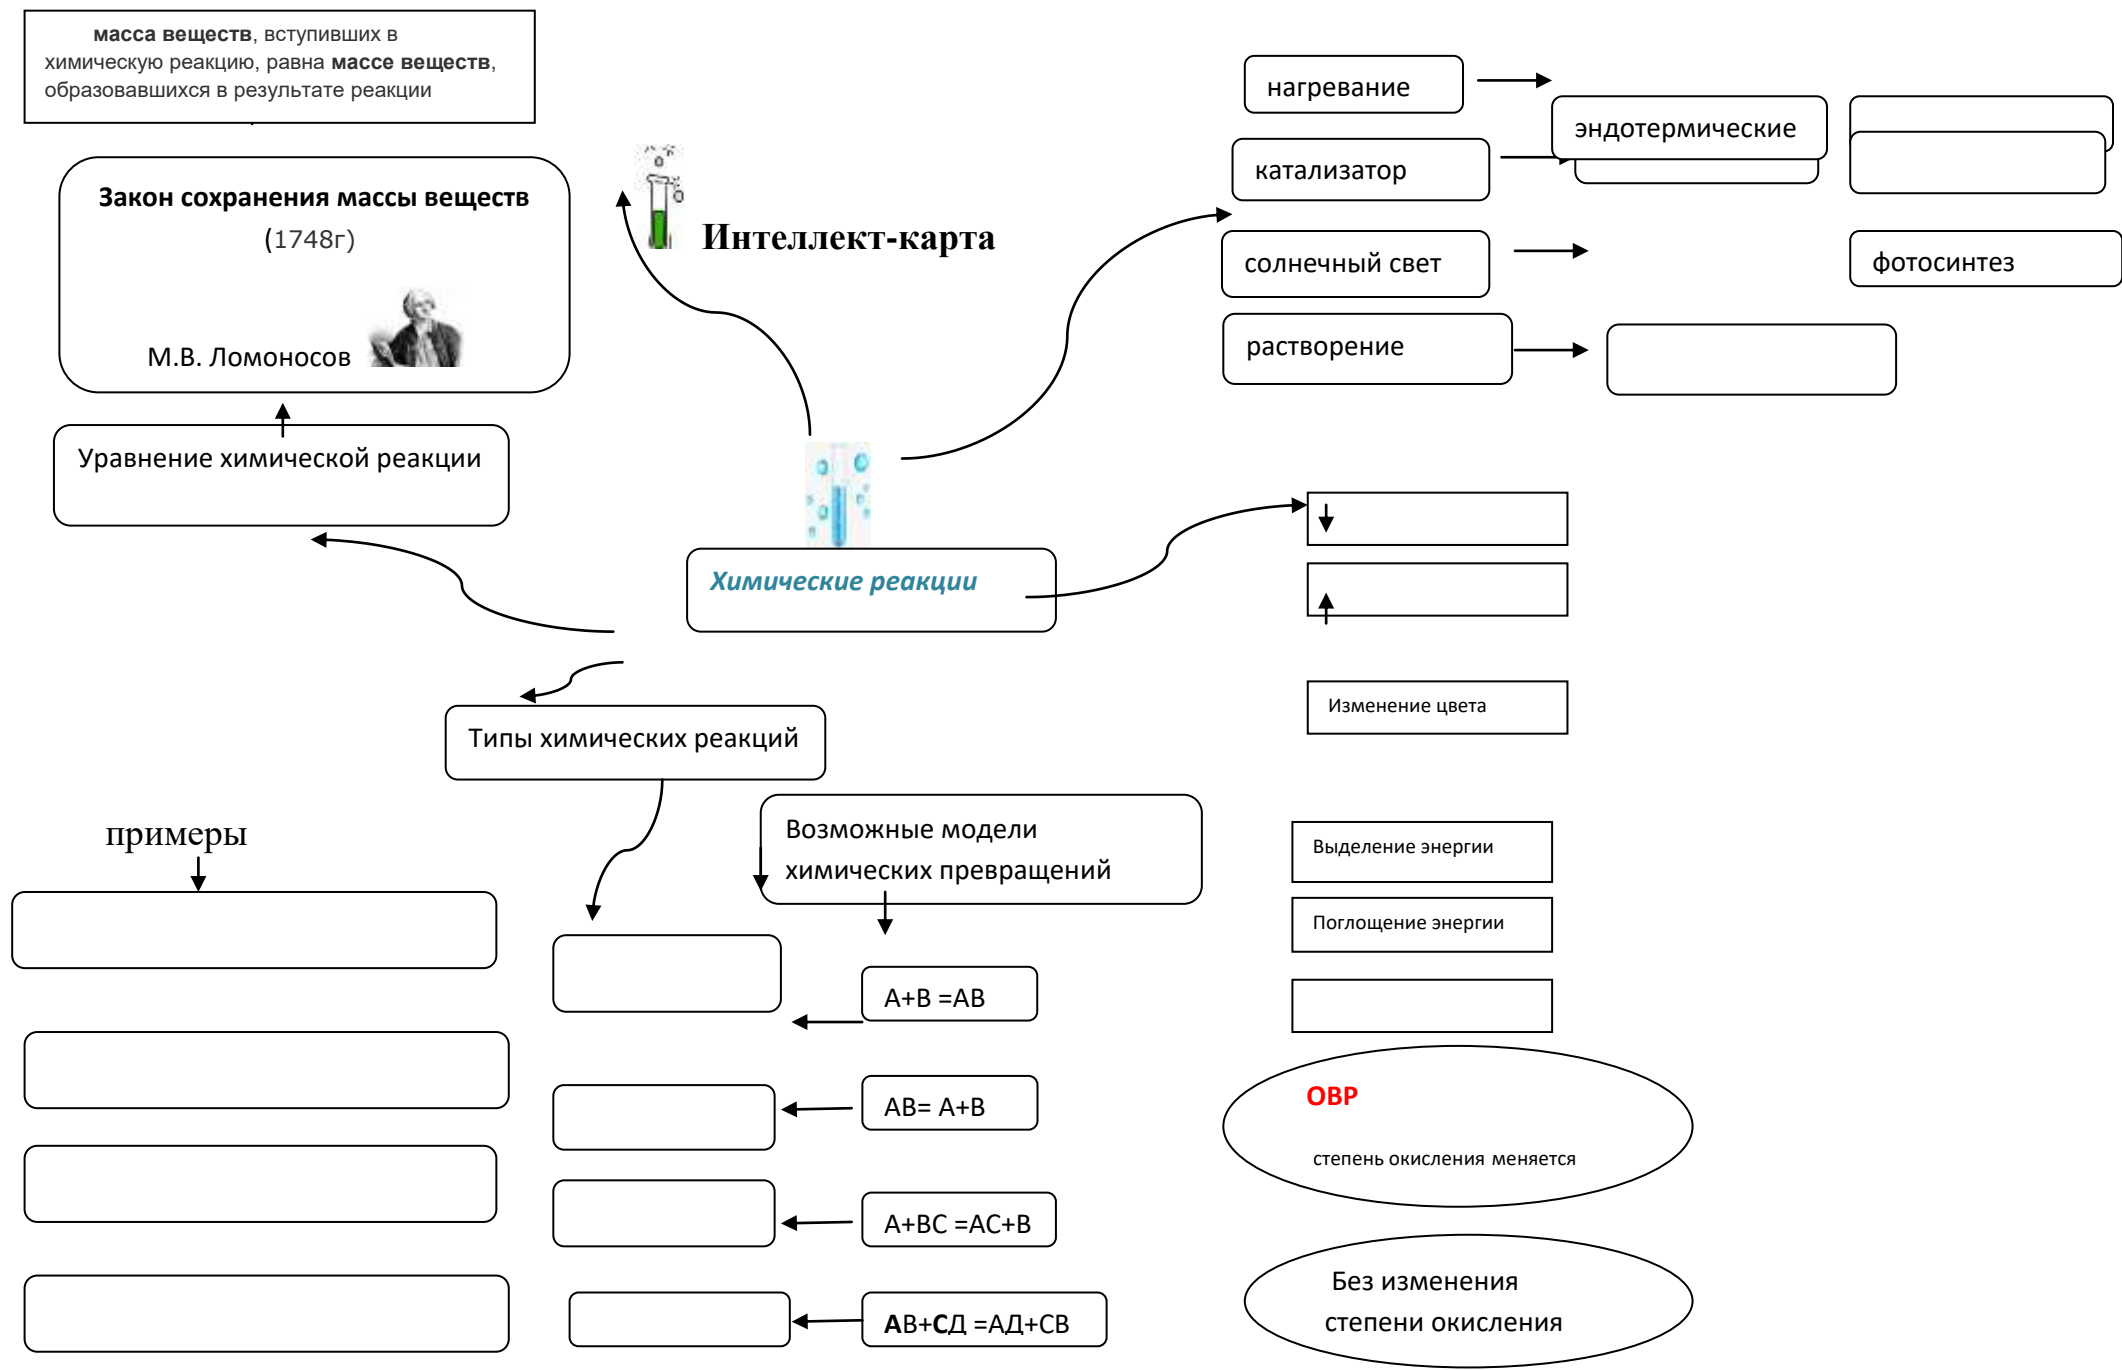 масса веществ, вступивших в
химическую реакцию, равна массе веществ,
образовавшихся в результате реакции
Закон сохранения массы веществ
(1748г)
М.В. Ломоносов
Уравнение химической реакции
Интеллект-карта
нагревание
эндотермические
катализатор
солнечный свет
фотосинтез
растворение
Химические реакции
Изменение цвета
Типы химических реакций
Возможные модели
химических превращений
примеры
Выделение энергии
Поглощение энергии
А+В =АВ
АВ= А+В
А+ВС =АС+В
АВ+СД =АД+СВ
ОВР
степень окисления меняется
Без изменения
степени окисления